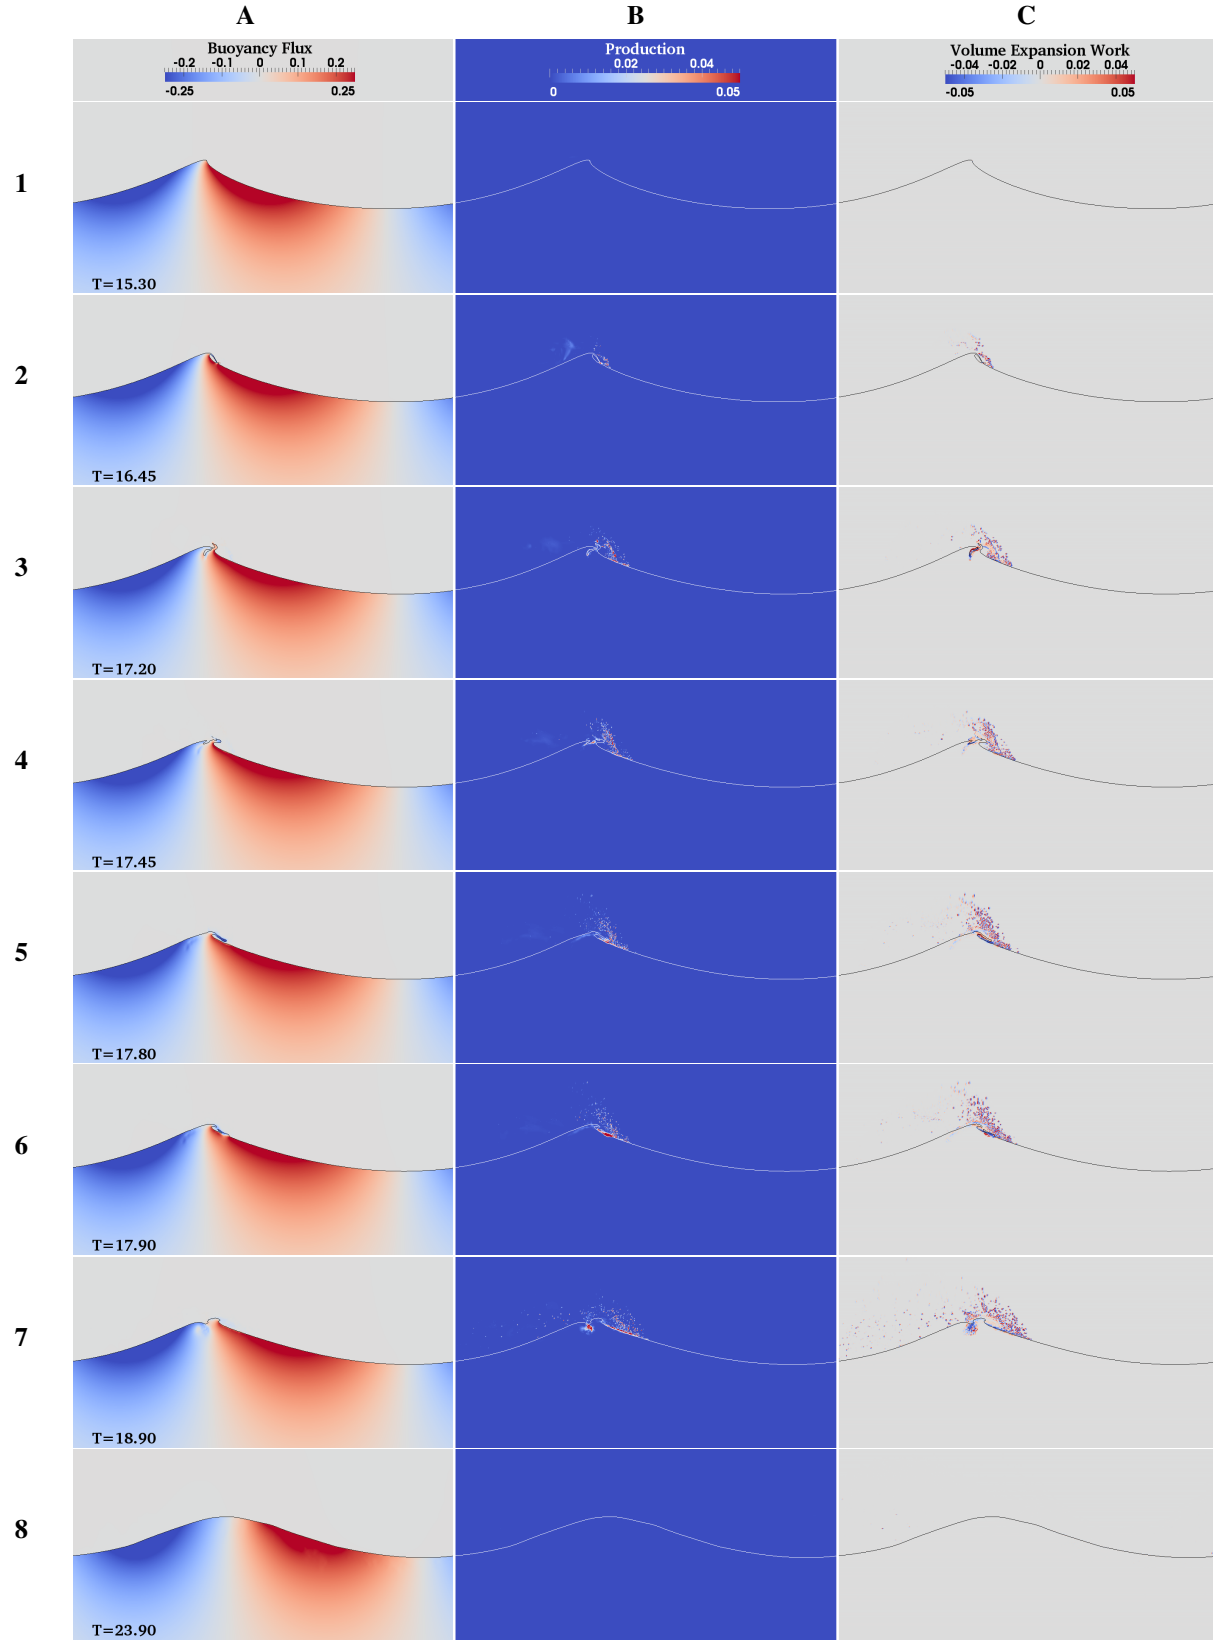 A B C
Buoyancy Flux Production Volume Expansion Work
-0.2 -0.1 0 0.1 0.2 0.02 0.04 -0.04 -0.02 0 0.02 0.04
-0.25 0.25 0 0.05 -0.05 0.05
1
T=15.30
2
T=16.45
3
T=17.20
4
T=17.45
5
T=17.80
6
T=17.90
7
T=18.90
8
T=23.90